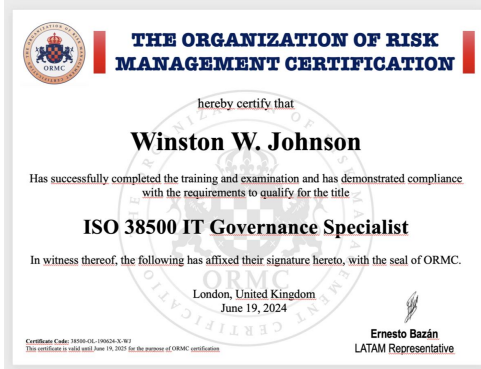 THE ORGANIZATION OF RISK
MANAGEMENT CERTIFICATION
ORMC
hereby certify that
Winston W. Johnson
Has successfully completed the training and examination and has demonstrated compliance
with the requirements to qualify for the title
ISO 38500 IT Governance Specialist
In witness thereof, the following has affixed their signature hereto, with the seal of ORMC.
ORMC
London, United Kingdom
June 19, 2024
Ernesto Bazán
LATAM Representative
Certificate Code: 38500-OL-190624-X-WJ
This certificate is valid until June 19, 2025 for the purpose of ORMC certification